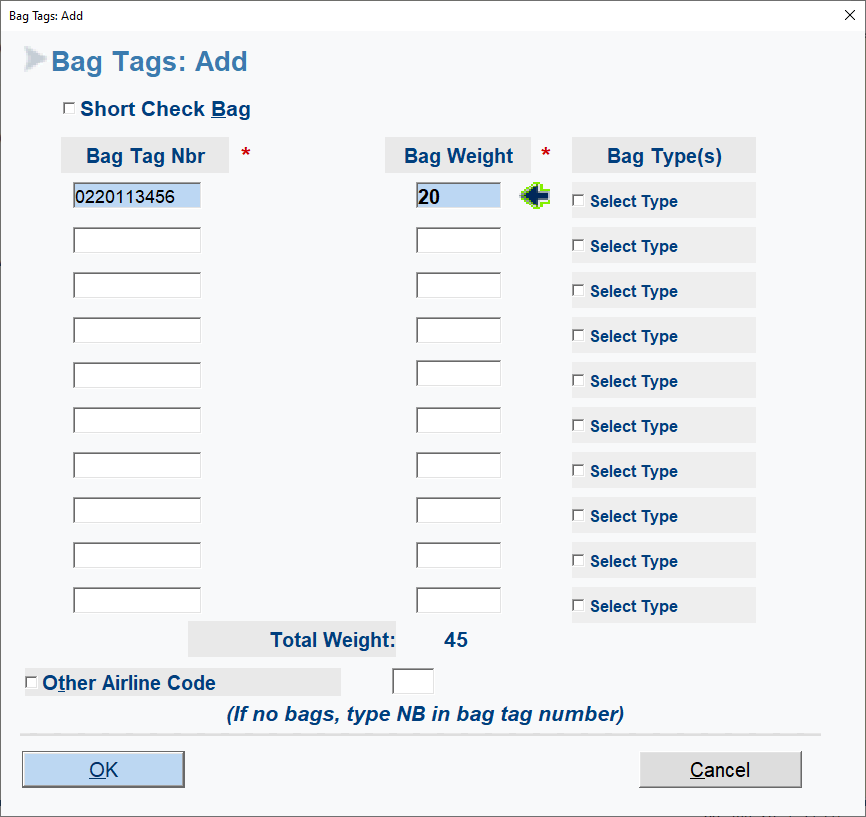 Bag Tags: Add
Bag Tags: Add
Short Check Bag
Bag Tag Nbr * Bag Weight * Bag Type(s)
0220113456 20 Select Type
Select Type
Select Type
Select Type
Select Type
Select Type
Select Type
Select Type
Select Type
Select Type
Total Weight: 45
Other Airline Code
(If no bags, type NB in bag tag number)
OK Cancel